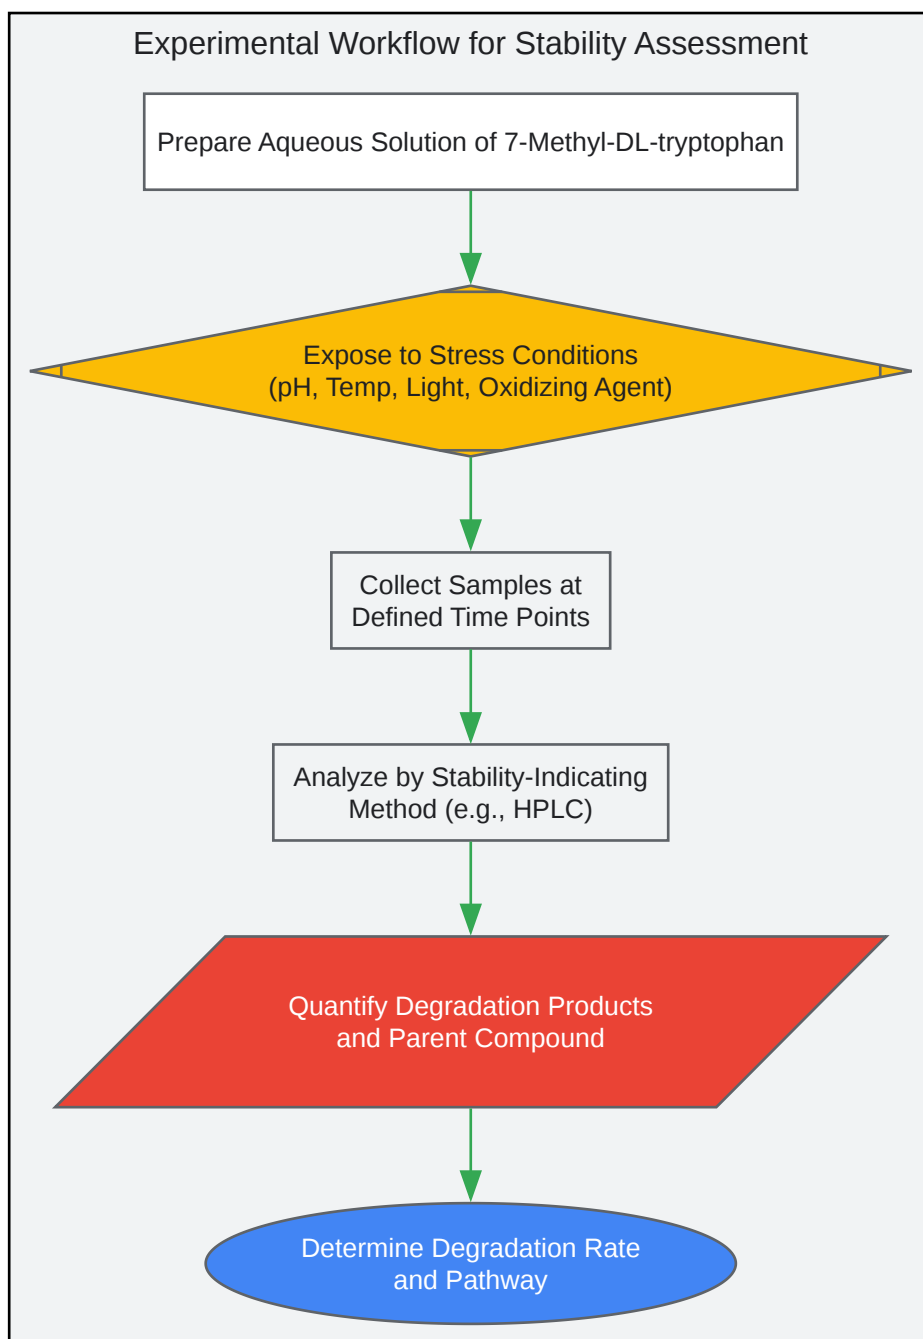 Experimental Workflow for Stability Assessment
Prepare Aqueous Solution of 7-Methyl-DL-tryptophan
Expose to Stress Conditions
(pH, Temp, Light, Oxidizing Agent)
Collect Samples at
Defined Time Points
Analyze by Stability-Indicating
Method (e.g., HPLC)
Quantify Degradation Products
and Parent Compound
Determine Degradation Rate
and Pathway